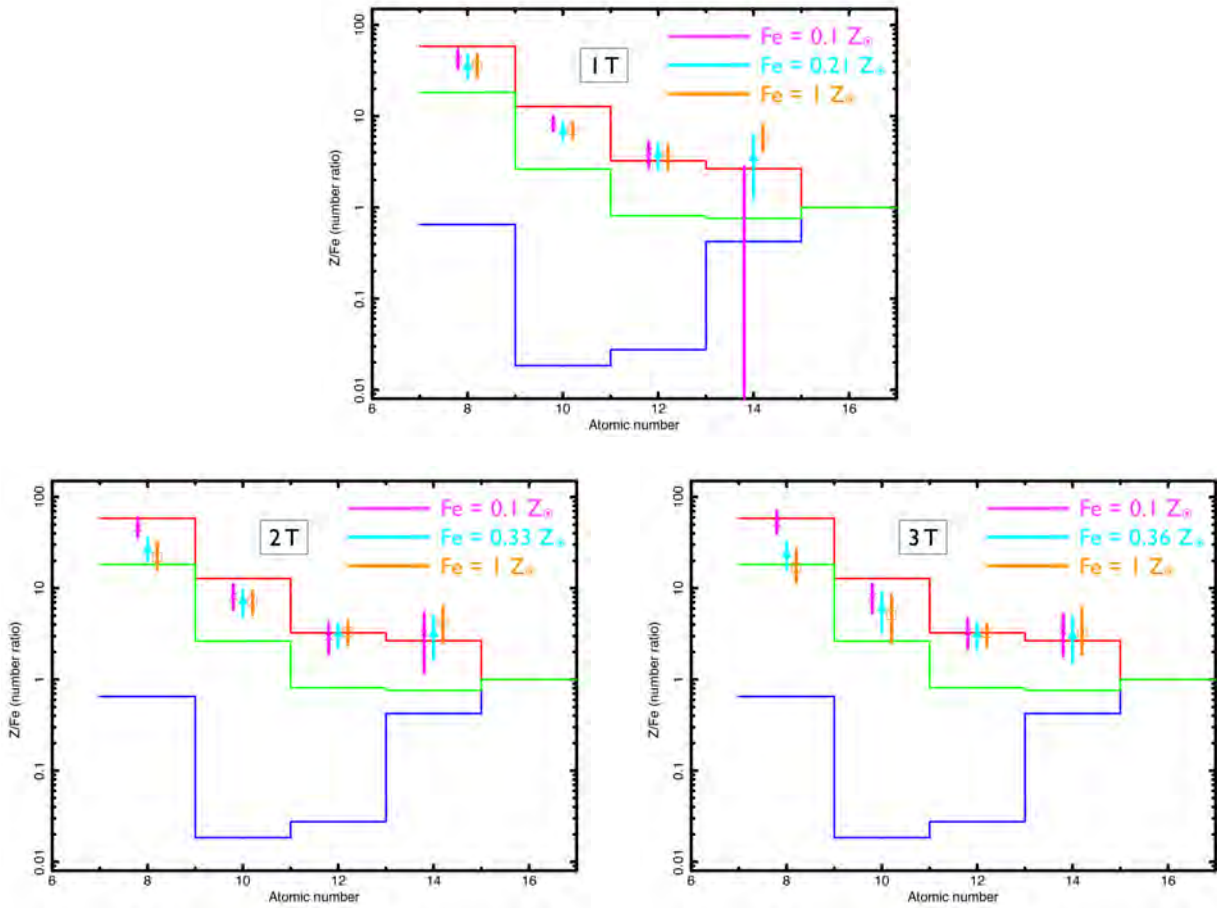 100
10
1
0.1
0.01
Z/Fe (number ratio)
1 T
Fe = 0.1 Z☉
Fe = 0.21 Z☉
Fe = 1 Z☉
6 8 10 12 14 16
Atomic number
100
10
1
0.1
0.01
Z/Fe (number ratio)
2 T
Fe = 0.1 Z☉
Fe = 0.33 Z☉
Fe = 1 Z☉
6 8 10 12 14 16
Atomic number
100
10
1
0.1
0.01
Z/Fe (number ratio)
3 T
Fe = 0.1 Z☉
Fe = 0.36 Z☉
Fe = 1 Z☉
6 8 10 12 14 16
Atomic number